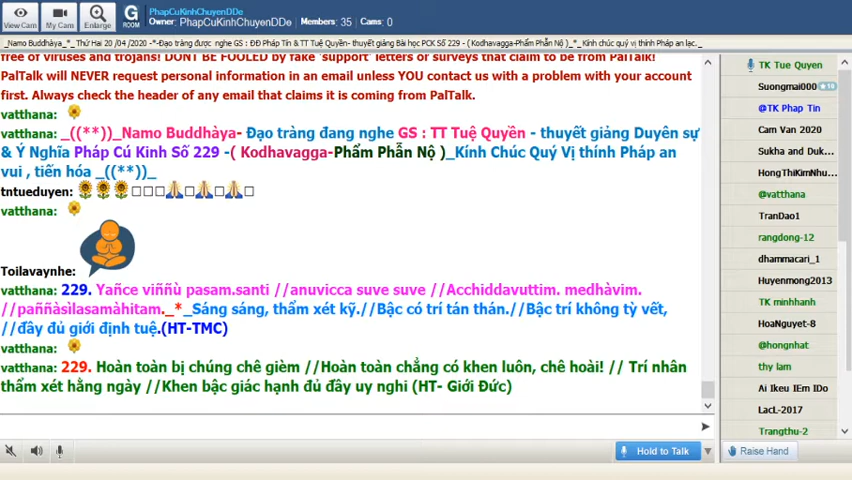 PhapCuKinhChuyenDDe
Owner: PhapCuKinhChuyenDDe   Members: 35   Cams: 0
View Cam
My Cam
Enlarge
G
ROOM
_Namo Buddhàya_*_ Thứ Hai 20 /04 /2020 -*-Đạo tràng được nghe GS : ĐĐ Pháp Tín & TT Tuệ Quyền- thuyết giảng Bài học PCK Số 229 - ( Kodhavagga-Phẩm Phẫn Nộ )_*_ Kính chúc quý vị thính Pháp an lạc._
free of viruses and trojans! DONT BE FOOLED by fake 'support' letters or surveys that claim to be from PalTalk!
PalTalk will NEVER request personal information in an email unless YOU contact us with a problem with your account
first. Always check the header of any email that claims it is coming from PalTalk.
vatthana:
vatthana: _((**))_Namo Buddhàya- Đạo tràng đang nghe GS : TT Tuệ Quyền - thuyết giảng Duyên sự
& Ý Nghĩa Pháp Cú Kinh Số 229 -( Kodhavagga-Phẩm Phẫn Nộ )_Kính Chúc Quý Vị thính Pháp an
vui , tiến hóa _((**))_
tntueduyen:
vatthana:
Toilavaynhe:
vatthana: 229. Yañce viññù pasam.santi //anuvicca suve suve //Acchiddavuttim. medhàvim.
//paññàsìlasamàhitam._*_Sáng sáng, thẩm xét kỹ.//Bậc có trí tán thán.//Bậc trí không tỳ vết,
//đầy đủ giới định tuệ.(HT-TMC)
vatthana:
vatthana: 229. Hoàn toàn bị chúng chê gièm //Hoàn toàn chẳng có khen luôn, chê hoài! // Trí nhân
thẩm xét hằng ngày //Khen bậc giác hạnh đủ đầy uy nghi (HT- Giới Đức)
TK Tue Quyen
Suongmai000 10
@TK Phap Tin
Cam Van 2020
Sukha and Duk...
HongThiKimNhu...
@vatthana
TranDao1
rangdong-12
dhammacari_1
Huyenmong2013
TK minhhanh
HoaNguyet-8
@hongnhat
thy lam
Ai Ikeu IEm IDo
LacL-2017
Trangthu-2
Hold to Talk
Raise Hand